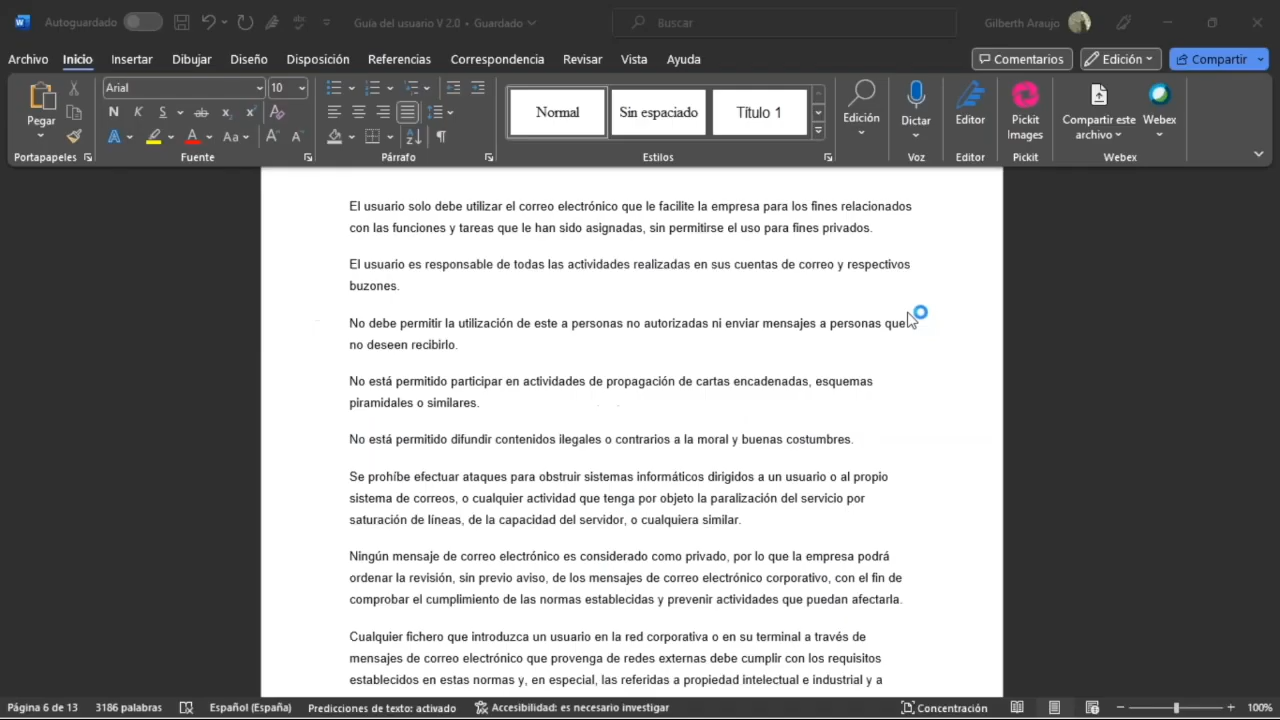 Autoguardado Guía del usuario V 2.0 • Guardado Buscar Gilberth Araujo
Archivo Inicio Insertar Dibujar Diseño Disposición Referencias Correspondencia Revisar Vista Ayuda Comentarios Edición Compartir
Arial 10
Pegar
N K S ab x x
A A Aa A A
Normal Sin espaciado Título 1
Edición Dictar Editor Pickit Images Compartir este archivo Webex
Portapapeles Fuente Párrafo Estilos Voz Editor Pickit Webex
El usuario solo debe utilizar el correo electrónico que le facilite la empresa para los fines relacionados
con las funciones y tareas que le han sido asignadas, sin permitirse el uso para fines privados.
El usuario es responsable de todas las actividades realizadas en sus cuentas de correo y respectivos
buzones.
No debe permitir la utilización de este a personas no autorizadas ni enviar mensajes a personas que
no deseen recibirlo.
No está permitido participar en actividades de propagación de cartas encadenadas, esquemas
piramidales o similares.
No está permitido difundir contenidos ilegales o contrarios a la moral y buenas costumbres.
Se prohíbe efectuar ataques para obstruir sistemas informáticos dirigidos a un usuario o al propio
sistema de correos, o cualquier actividad que tenga por objeto la paralización del servicio por
saturación de líneas, de la capacidad del servidor, o cualquiera similar.
Ningún mensaje de correo electrónico es considerado como privado, por lo que la empresa podrá
ordenar la revisión, sin previo aviso, de los mensajes de correo electrónico corporativo, con el fin de
comprobar el cumplimiento de las normas establecidas y prevenir actividades que puedan afectarla.
Cualquier fichero que introduzca un usuario en la red corporativa o en su terminal a través de
mensajes de correo electrónico que provenga de redes externas debe cumplir con los requisitos
establecidos en estas normas y, en especial, las referidas a propiedad intelectual e industrial y a
Página 6 de 13 3186 palabras Español (España) Predicciones de texto: activado Accesibilidad: es necesario investigar Concentración 100%